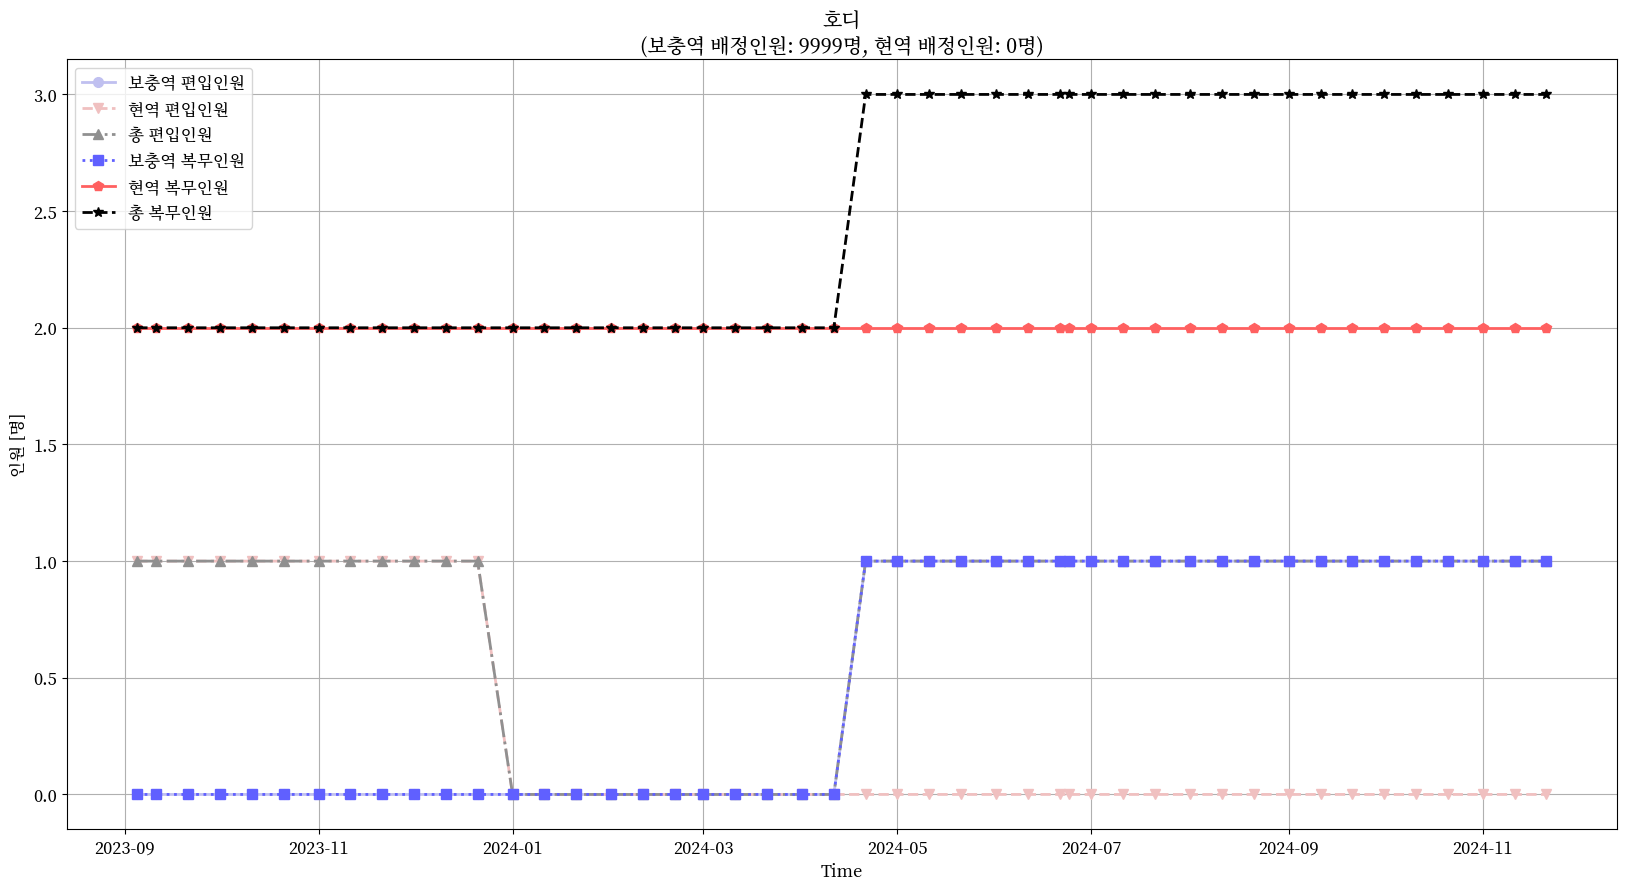 호디
(보충역 배정인원: 9999명, 현역 배정인원: 0명)
보충역 편입인원
현역 편입인원
총 편입인원
보충역 복무인원
현역 복무인원
총 복무인원
3.0
2.5
2.0
1.5
1.0
0.5
0.0
인원 [명]
2023-09
2023-11
2024-01
2024-03
2024-05
2024-07
2024-09
2024-11
Time